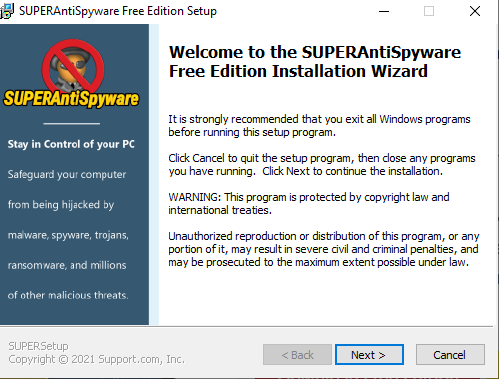 SUPERAntiSpyware Free Edition Setup
SUPERAntiSpyware
Stay in Control of your PC
Safeguard your computer
from being hijacked by
malware, spyware, trojans,
ransomware, and millions
of other malicious threats.
Welcome to the SUPERAntiSpyware
Free Edition Installation Wizard
It is strongly recommended that you exit all Windows programs
before running this setup program.
Click Cancel to quit the setup program, then close any programs
you have running. Click Next to continue the installation.
WARNING: This program is protected by copyright law and
international treaties.
Unauthorized reproduction or distribution of this program, or any
portion of it, may result in severe civil and criminal penalties, and
may be prosecuted to the maximum extent possible under law.
SUPERSetup
Copyright © 2021 Support.com, Inc.
< Back
Next >
Cancel